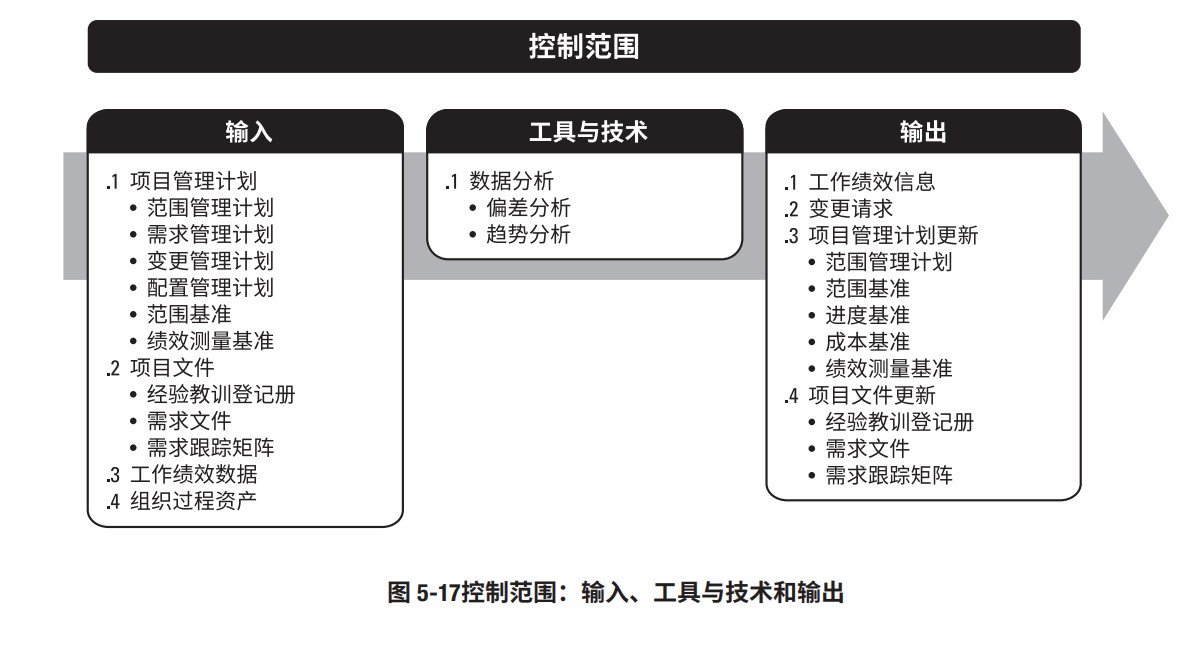 控制范围
输入
.1 项目管理计划
• 范围管理计划
• 需求管理计划
• 变更管理计划
• 配置管理计划
• 范围基准
• 绩效测量基准
.2 项目文件
• 经验教训登记册
• 需求文件
• 需求跟踪矩阵
.3 工作绩效数据
.4 组织过程资产
工具与技术
.1 数据分析
• 偏差分析
• 趋势分析
输出
.1 工作绩效信息
.2 变更请求
.3 项目管理计划更新
• 范围管理计划
• 范围基准
• 进度基准
• 成本基准
• 绩效测量基准
.4 项目文件更新
• 经验教训登记册
• 需求文件
• 需求跟踪矩阵
图 5-17控制范围：输入、工具与技术和输出